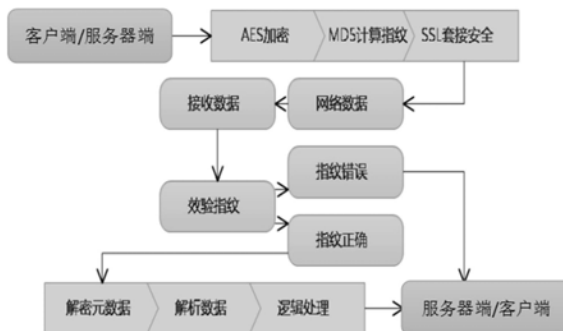 客户端/服务器端
AES加密
MD5计算指纹
SSL套接安全
接收数据
网络数据
指纹错误
效验指纹
指纹正确
解密元数据
解析数据
逻辑处理
服务器端/客户端